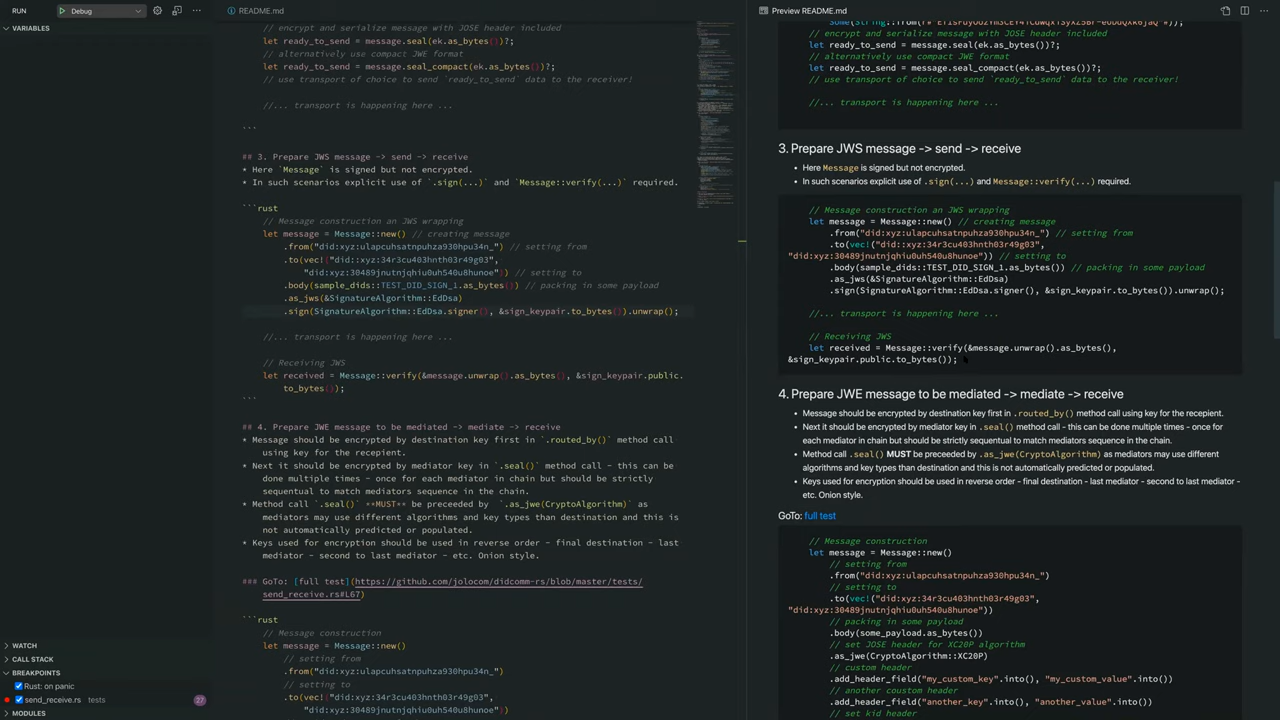 RUN
Debug
README.md
Preview README.md
VARIABLES
WATCH
CALL STACK
BREAKPOINTS
Rust: on panic
send_receive.rs tests
27
MODULES
// encrypt and serialize message with JOSE header included
let ready_to_send = message.seal(ek.as_bytes()?;
// alternatively use compact JWE format
let ready_to_send = message.seal_compact(ek.as_bytes()?;
// use transport of choice to send `ready_to_send` data to the receiver!
//... transport is happening here ...
```
## 3. Prepare JWS message -> send -> receive
* Here `Message` is signed but not encrypted.
* In such scenarios explicit use of `.sign(...)` and `Message::verify(...)` required.
```rust
// Message construction an JWS wrapping
let message = Message::new() // creating message
.from("did:xyz:ulapcuhsatnpuhza930hpu34n_") // setting from
.to(vec!["did:xyz:34r3cu403hnth03r49g03",
"did:xyz:30489jnutnjqhiu0uh540u8hunoe"]) // setting to
.body(sample_dids::TEST_DID_SIGN_1.as_bytes()) // packing in some payload
.as_jws(&SignatureAlgorithm::EdDsa)
.sign(SignatureAlgorithm::EdDsa.signer(), &sign_keypair.to_bytes()).unwrap();
//... transport is happening here ...
// Receiving JWS
let received = Message::verify(&message.unwrap().as_bytes(), &sign_keypair.public.
to_bytes());
```
## 4. Prepare JWE message to be mediated -> mediate -> receive
* Message should be encrypted by destination key first in `.routed_by()` method call
using key for the recepient.
* Next it should be encrypted by mediator key in `.seal()` method call - this can be
done multiple times - once for each mediator in chain but should be strictly
sequentual to match mediators sequence in the chain.
* Method call `.seal()` **MUST** be preceeded by `.as_jwe(CryptoAlgorithm)` as
mediators may use different algorithms and key types than destination and this is
not automatically predicted or populated.
* Keys used for encryption should be used in reverse order - final destination - last
mediator - second to last mediator - etc. Onion style.
### GoTo: [full test](https://github.com/jolocom/didcomm-rs/blob/master/tests/
send_receive.rs#L67)
```rust
// Message construction
let message = Message::new()
// setting from
.from("did:xyz:ulapcuhsatnpuhza930hpu34n_")
// setting to
.to(vec!["did:xyz:34r3cu403hnth03r49g03",
"did:xyz:30489jnutnjqhiu0uh540u8hunoe"])
// encrypt and serialize message with JOSE header included
let ready_to_send = message.seal(ek.as_bytes()?;
// alternatively use compact JWE format
let ready_to_send = message.seal_compact(ek.as_bytes()?;
// use transport of choice to send `ready_to_send` data to the receiver!
//... transport is happening here ...
3. Prepare JWS message -> send -> receive
• Here Message is signed but not encrypted.
• In such scenarios explicit use of .sign(...) and Message::verify(...) required.
// Message construction an JWS wrapping
let message = Message::new() // creating message
.from("did:xyz:ulapcuhsatnpuhza930hpu34n_") // setting from
.to(vec!["did:xyz:34r3cu403hnth03r49g03",
"did:xyz:30489jnutnjqhiu0uh540u8hunoe"]) // setting to
.body(sample_dids::TEST_DID_SIGN_1.as_bytes()) // packing in some payload
.as_jws(&SignatureAlgorithm::EdDsa)
.sign(SignatureAlgorithm::EdDsa.signer(), &sign_keypair.to_bytes()).unwrap();
//... transport is happening here ...
// Receiving JWS
let received = Message::verify(&message.unwrap().as_bytes(),
&sign_keypair.public.to_bytes());
4. Prepare JWE message to be mediated -> mediate -> receive
• Message should be encrypted by destination key first in .routed_by() method call using key for the recepient.
• Next it should be encrypted by mediator key in .seal() method call - this can be done multiple times - once for
each mediator in chain but should be strictly sequentual to match mediators sequence in the chain.
• Method call .seal() MUST be preceeded by .as_jwe(CryptoAlgorithm) as mediators may use different
algorithms and key types than destination and this is not automatically predicted or populated.
• Keys used for encryption should be used in reverse order - final destination - last mediator - second to last mediator -
etc. Onion style.
GoTo: full test
// Message construction
let message = Message::new()
// setting from
.from("did:xyz:ulapcuhsatnpuhza930hpu34n_")
// setting to
.to(vec!["did:xyz:34r3cu403hnth03r49g03",
"did:xyz:30489jnutnjqhiu0uh540u8hunoe"])
// packing in some payload
.body(some_payload.as_bytes())
// set JOSE header for XC20P algorithm
.as_jwe(CryptoAlgorithm::XC20P)
// custom header
.add_header_field("my_custom_key".into(), "my_custom_value".into())
// another coustom header
.add_header_field("another_key".into(), "another_value".into())
// set kid header